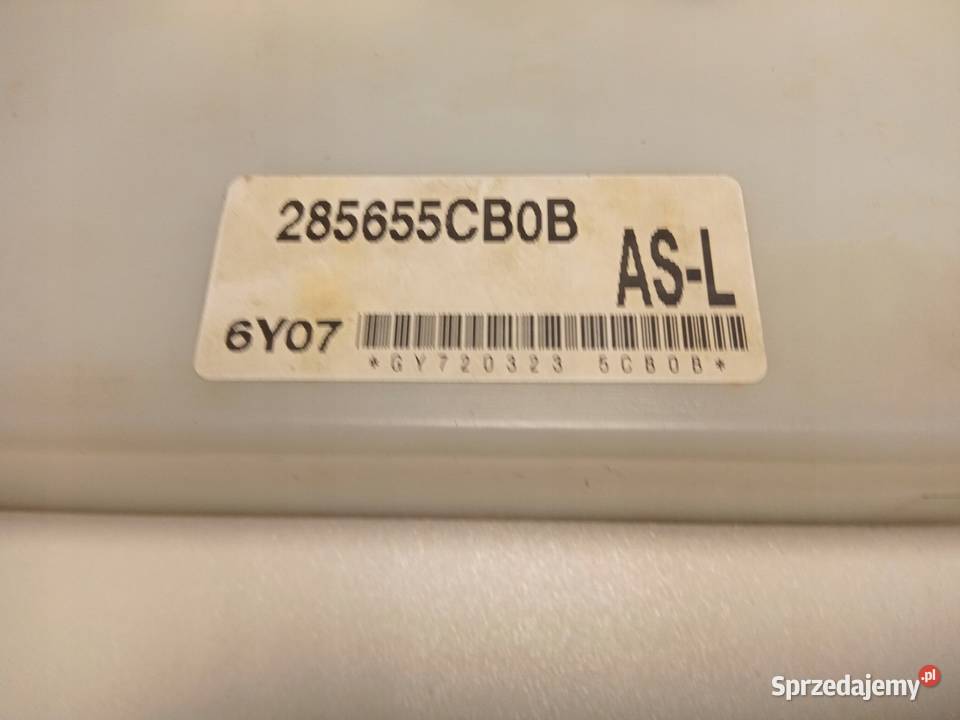 285655CB0B
AS-L
6Y07
*GY720323 5CB0B*
Sprzedajemy.pl